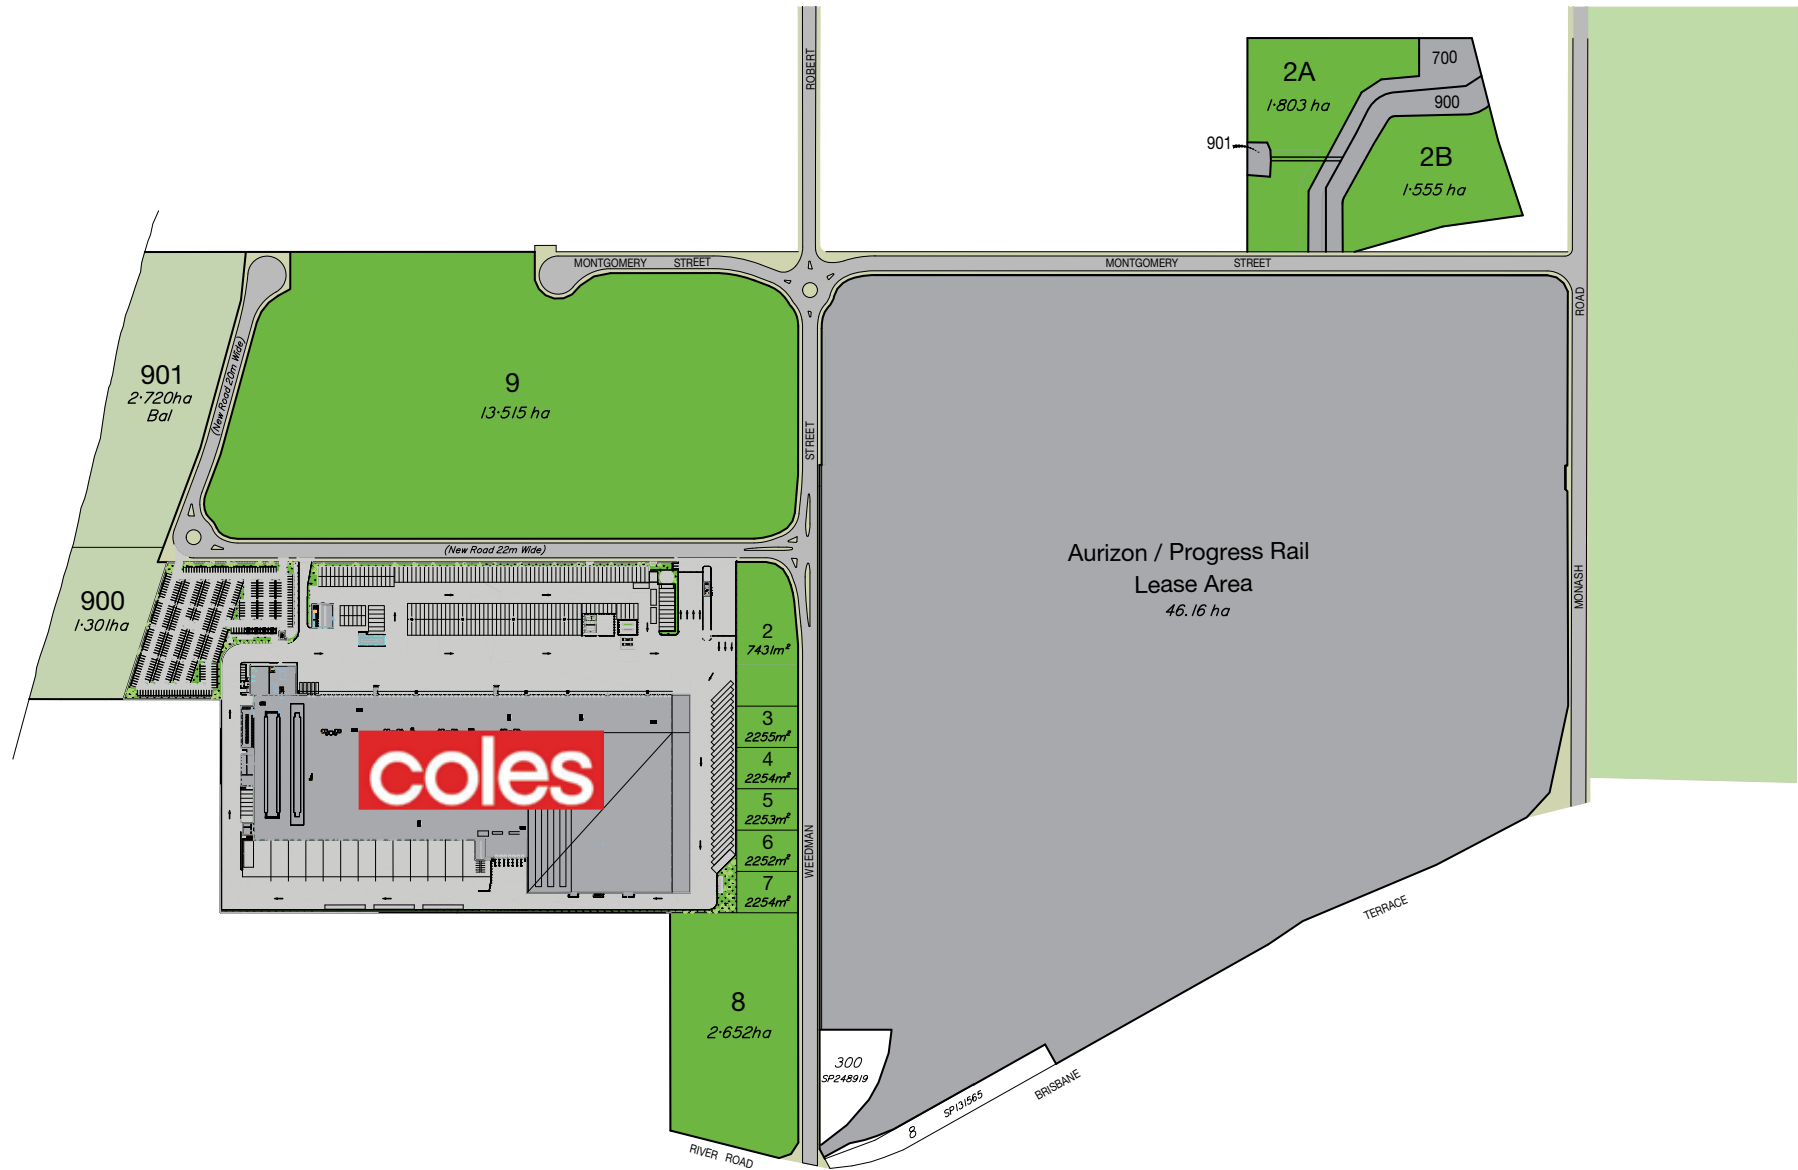 ROBERT
2A
1·803 ha
700
900
901
2B
1·555 ha
MONTGOMERY STREET
MONTGOMERY STREET
ROAD
901
2·720ha
Bal
(New Road 20m Wide)
9
13·515 ha
STREET
(New Road 22m Wide)
Aurizon / Progress Rail
Lease Area
46.16 ha
MONASH
900
1·301ha
2
7431m²
3
2255m²
coles
4
2254m²
5
2253m²
6
2252m²
WEEDMAN
7
2254m²
TERRACE
8
2·652ha
300
SP248919
BRISBANE
SP131565
8
RIVER ROAD